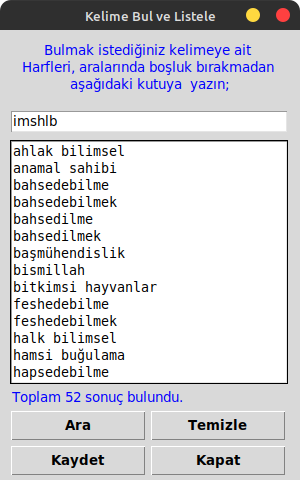 Kelime Bul ve Listele
Bulmak istediğiniz kelimeye ait
Harfleri, aralarında boşluk bırakmadan
aşağıdaki kutuya yazın;
imshlb
ahlak bilimsel
anamal sahibi
bahsedebilme
bahsedebilmek
bahsedilme
bahsedilmek
başmühendislik
bismillah
bitkimsi hayvanlar
feshedebilme
feshedebilmek
halk bilimsel
hamsi buğulama
hapsedebilme
Toplam 52 sonuç bulundu.
Ara
Temizle
Kaydet
Kapat